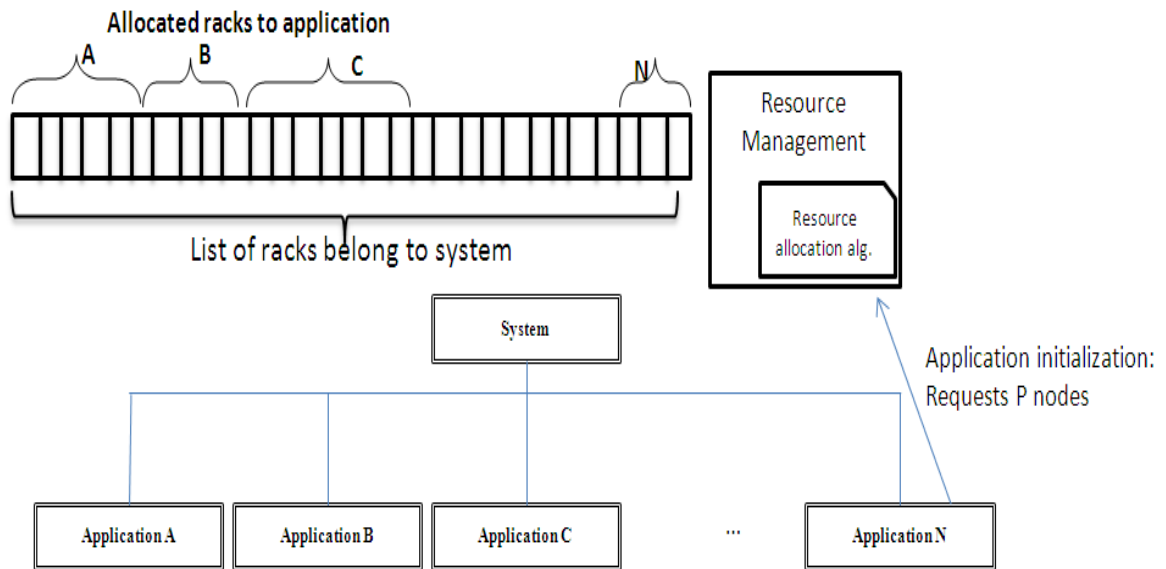 Allocated racks to application
A
B
C
N
List of racks belong to system
Resource
Management
Resource
allocation alg.
System
Application initialization:
Requests P nodes
Application A
Application B
Application C
...
Application N